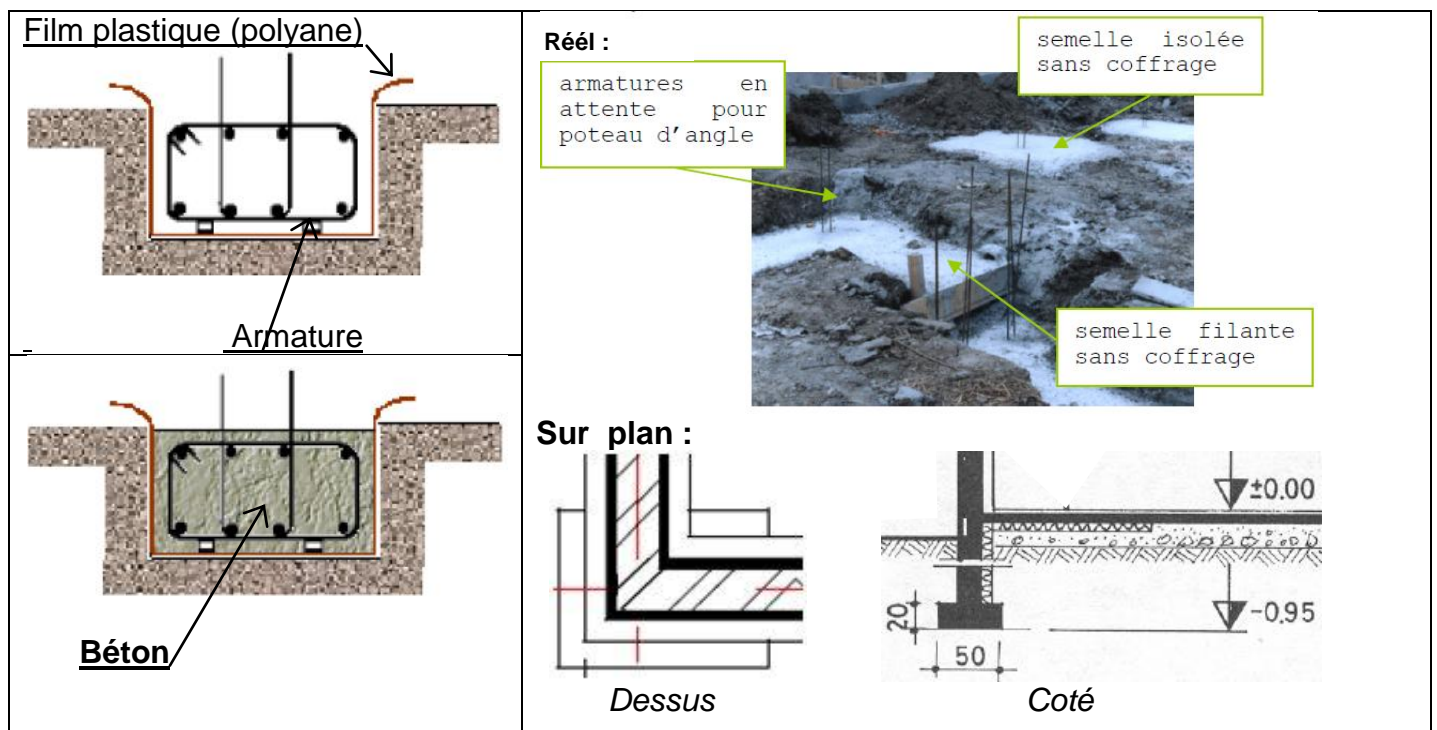 Film plastique (polyane)
Armature
Béton
Réél :
armatures en
attente pour
poteau d'angle
semelle isolée
sans coffrage
semelle filante
sans coffrage
Sur plan :
±0.00
-0.95
20
50
Dessus
Coté